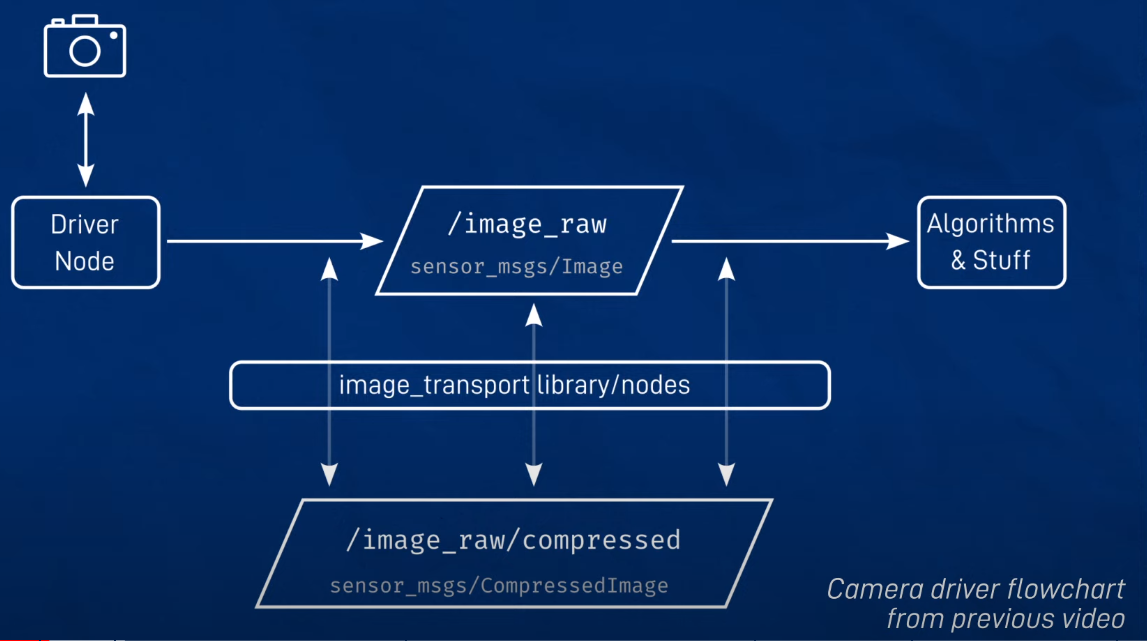 Driver
Node
/image_raw
sensor_msgs/Image
Algorithms
& Stuff
image_transport library/nodes
/image_raw/compressed
sensor_msgs/CompressedImage
Camera driver flowchart
from previous video